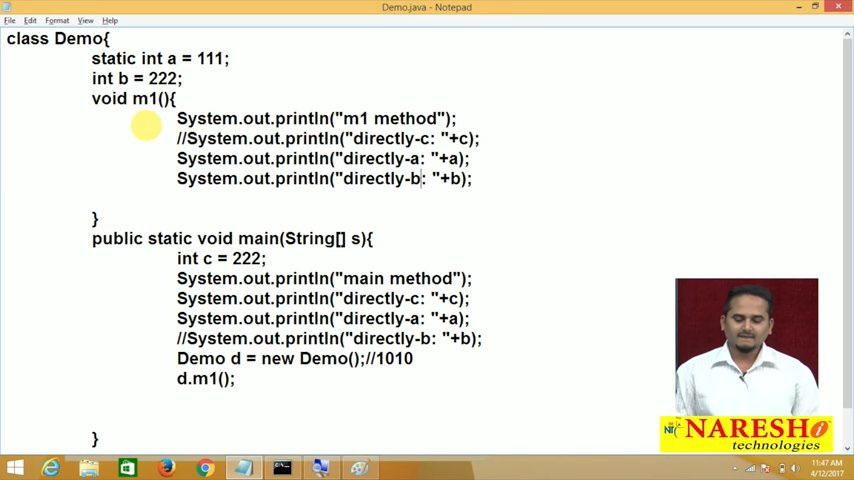 Demo.java - Notepad
File Edit Format View Help
class Demo{
static int a = 111;
int b = 222;
void m1(){
System.out.println("m1 method");
//System.out.println("directly-c: "+c);
System.out.println("directly-a: "+a);
System.out.println("directly-b: "+b);
}
public static void main(String[] s){
int c = 222;
System.out.println("main method");
System.out.println("directly-c: "+c);
System.out.println("directly-a: "+a);
//System.out.println("directly-b: "+b);
Demo d = new Demo();//1010
d.m1();
}
NARESH i
technologies
11:47 AM
4/12/2017